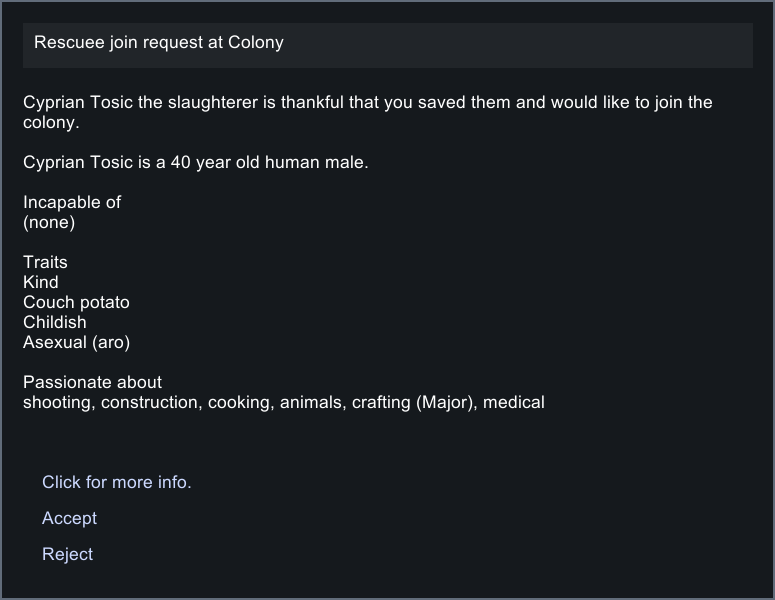 Rescuee join request at Colony
Cyprian Tosic the slaughterer is thankful that you saved them and would like to join the
colony.
Cyprian Tosic is a 40 year old human male.
Incapable of
(none)
Traits
Kind
Couch potato
Childish
Asexual (aro)
Passionate about
shooting, construction, cooking, animals, crafting (Major), medical
Click for more info.
Accept
Reject